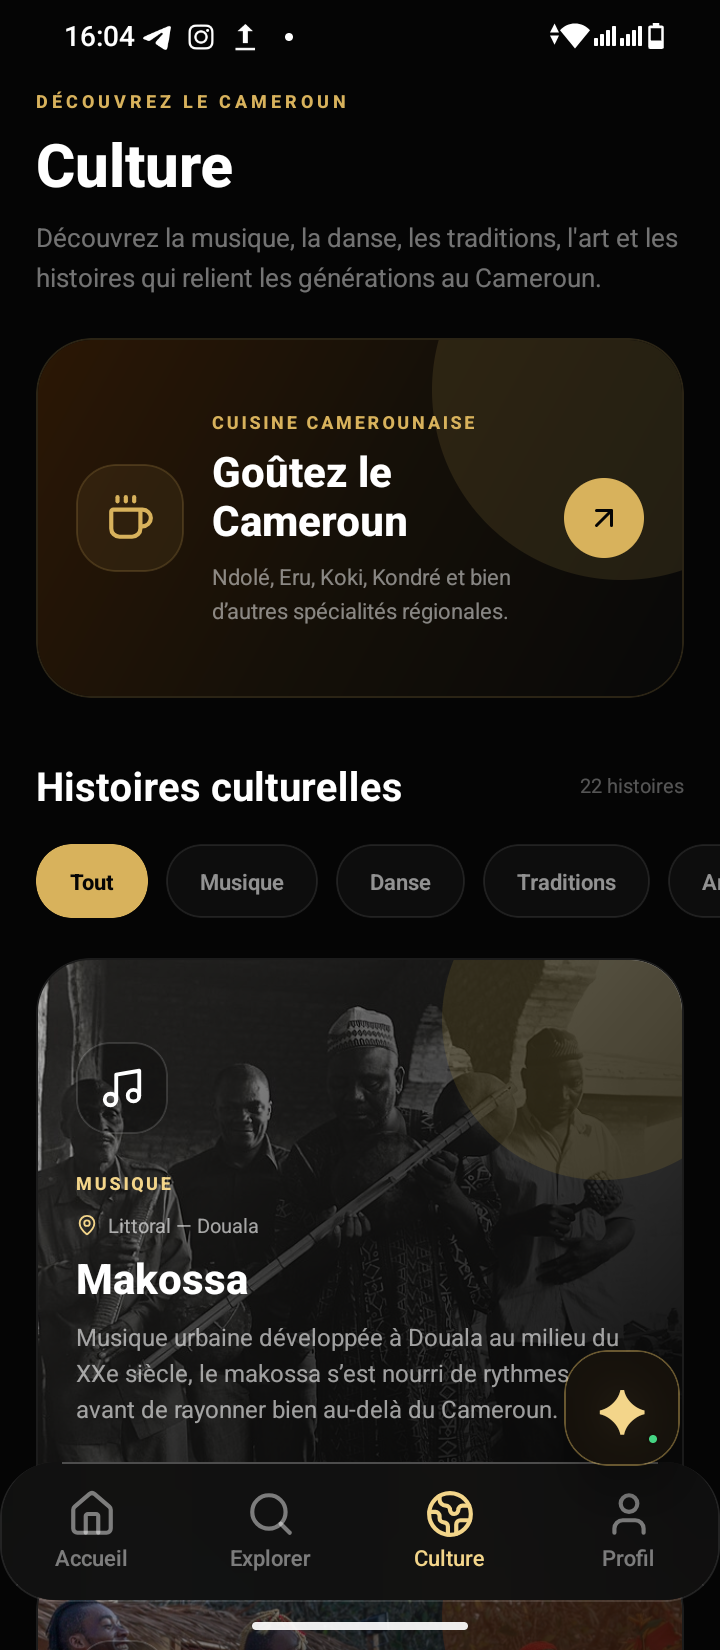 16:04
DÉCOUVREZ LE CAMEROUN
Culture
Découvrez la musique, la danse, les traditions, l'art et les
histoires qui relient les générations au Cameroun.
CUISINE CAMEROUNAISE
Goûtez le
Cameroun
Ndolé, Eru, Koki, Kondré et bien
d’autres spécialités régionales.
Histoires culturelles
22 histoires
Tout
Musique
Danse
Traditions
MUSIQUE
Littoral — Douala
Makossa
Musique urbaine développée à Douala au milieu du
XXe siècle, le makossa s’est nourri de rythmes
avant de rayonner bien au-delà du Cameroun.
Accueil
Explorer
Culture
Profil